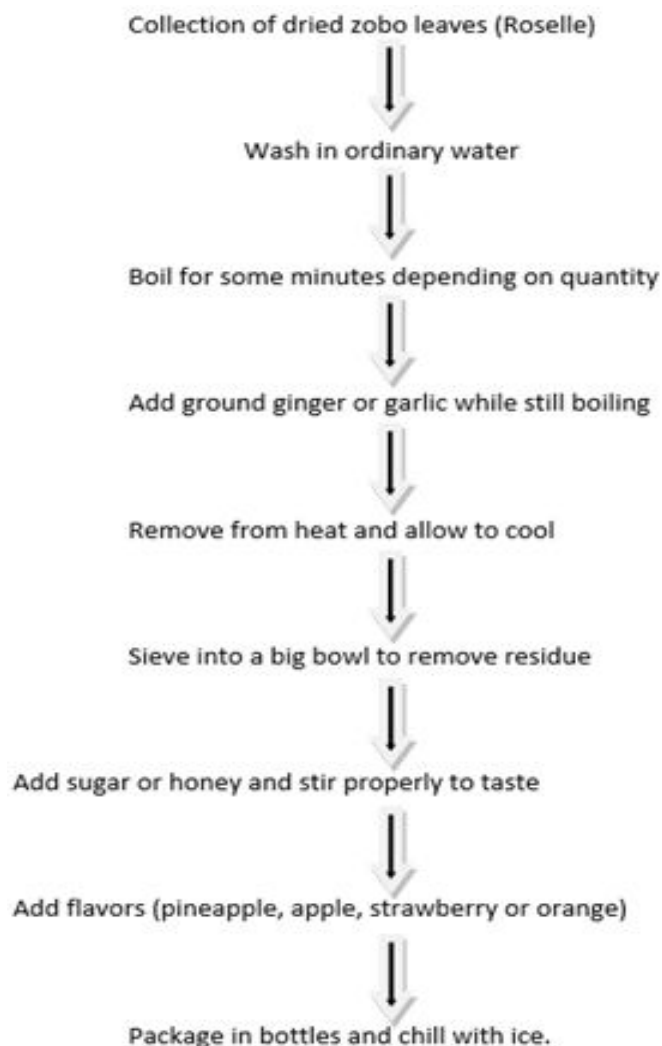 Collection of dried zobo leaves (Roselle)
Wash in ordinary water
Boil for some minutes depending on quantity
Add ground ginger or garlic while still boiling
Remove from heat and allow to cool
Sieve into a big bowl to remove residue
Add sugar or honey and stir properly to taste
Add flavors (pineapple, apple, strawberry or orange)
Package in bottles and chill with ice.